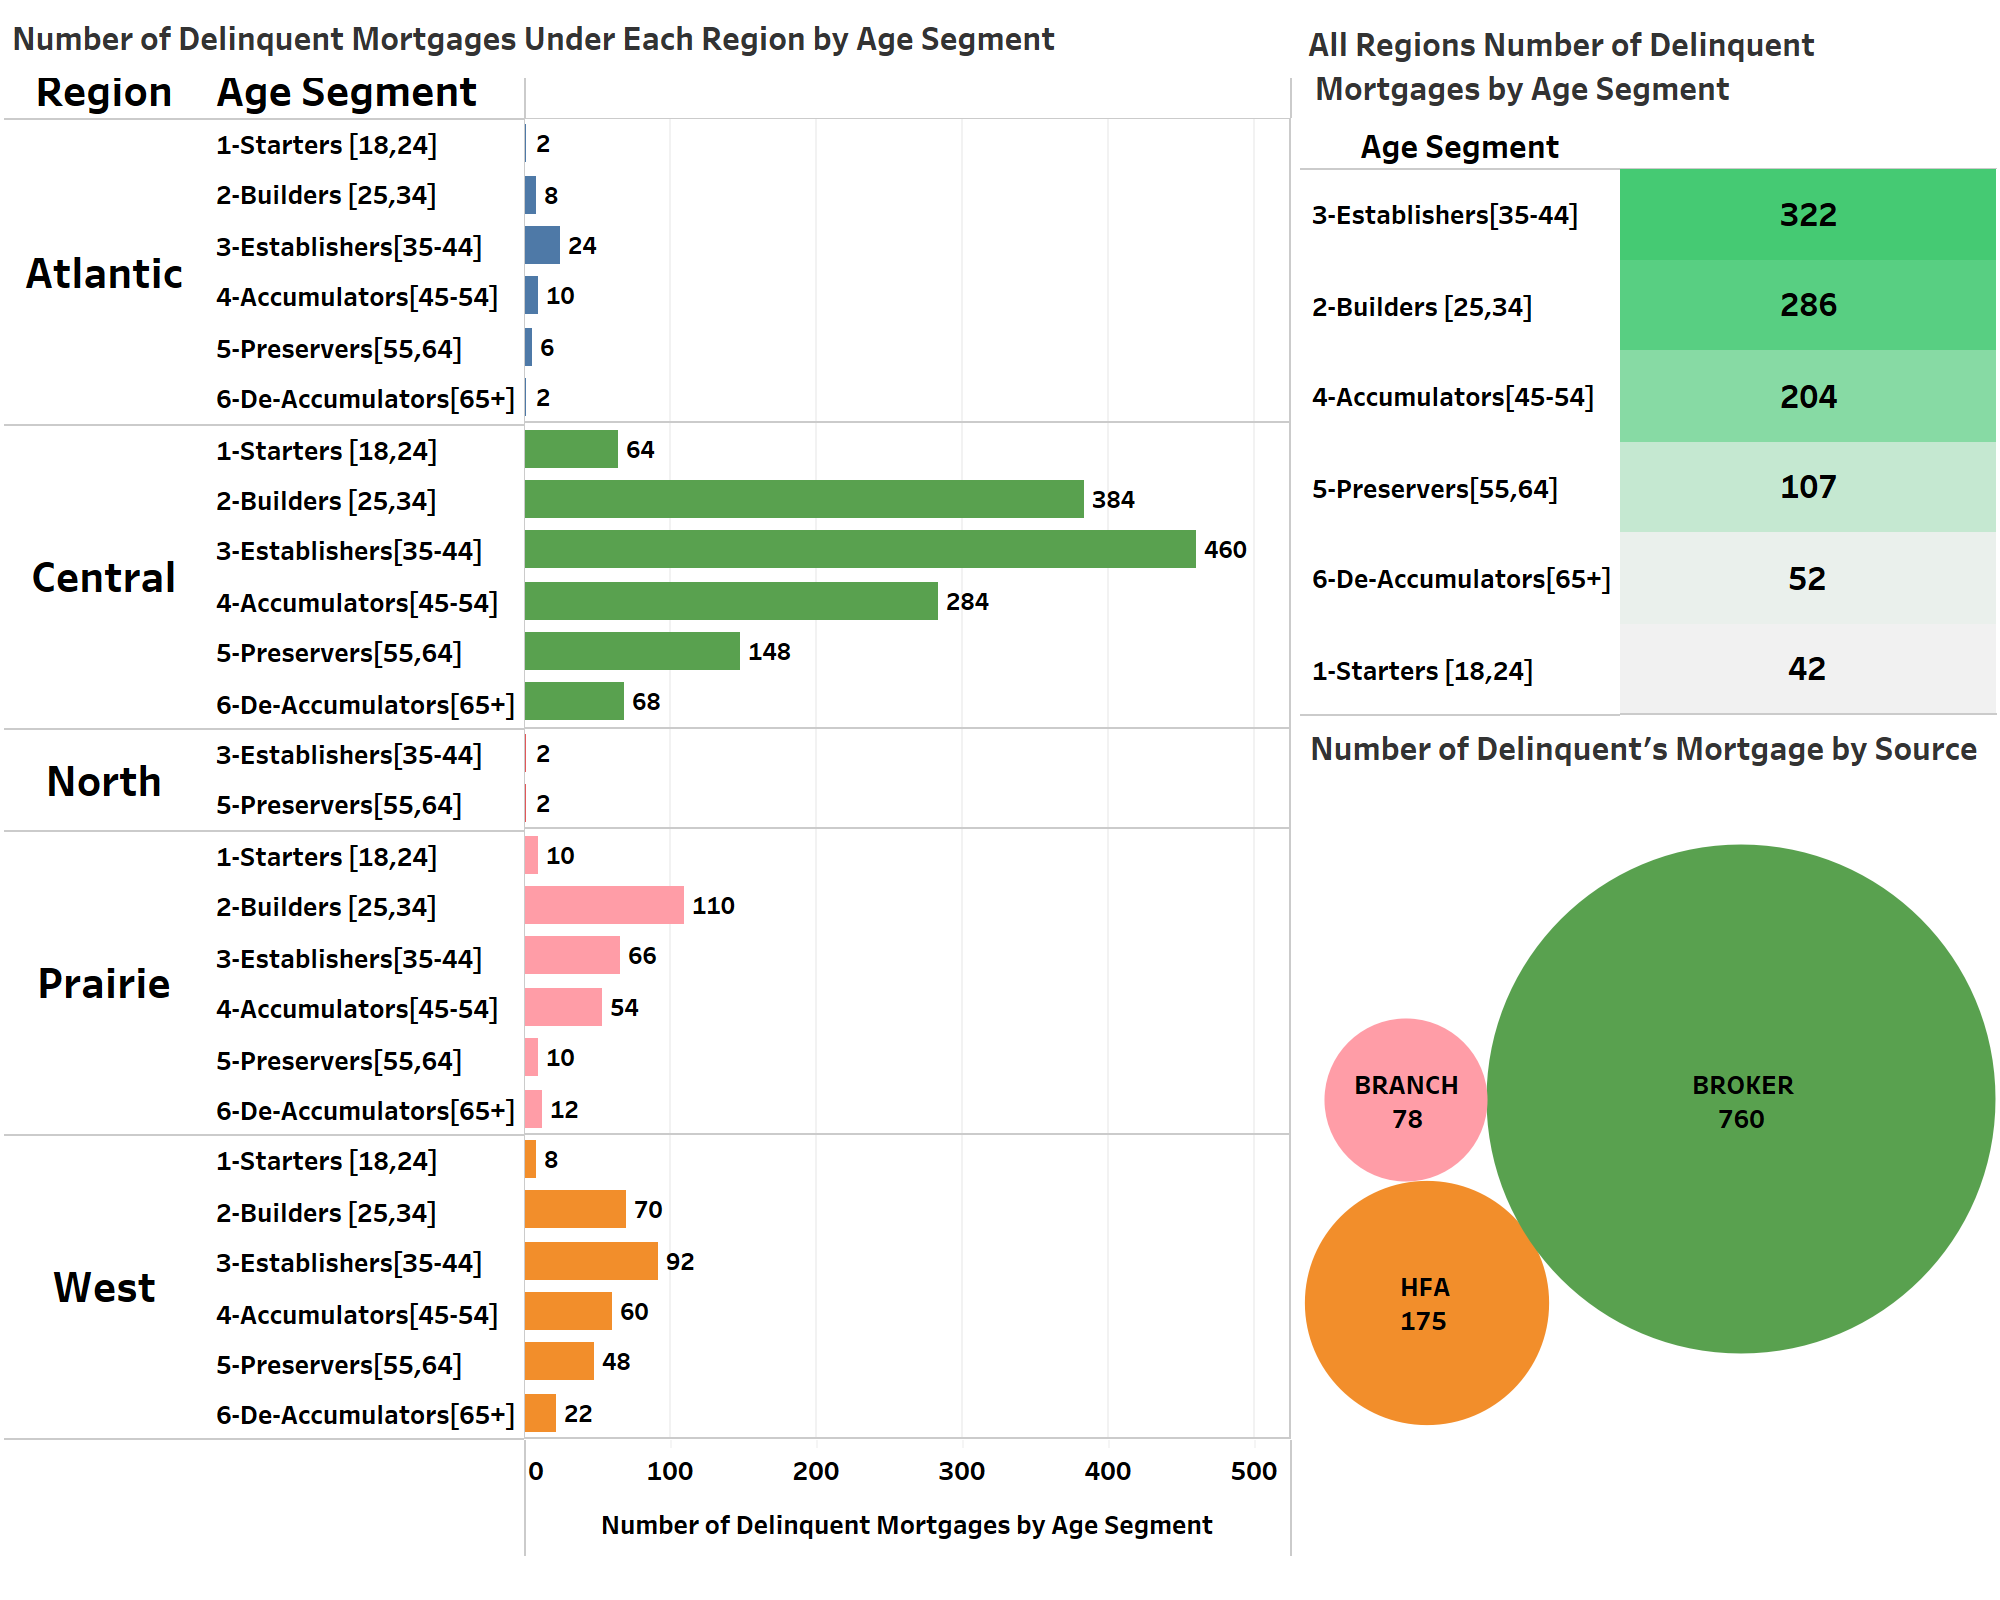 Number of Delinquent Mortgages Under Each Region by Age Segment
Region Age Segment
Atlantic
1-Starters [18,24] 2
2-Builders [25,34] 8
3-Establishers[35-44] 24
4-Accumulators[45-54] 10
5-Preservers[55,64] 6
6-De-Accumulators[65+] 2
Central
1-Starters [18,24] 64
2-Builders [25,34] 384
3-Establishers[35-44] 460
4-Accumulators[45-54] 284
5-Preservers[55,64] 148
6-De-Accumulators[65+] 68
North
3-Establishers[35-44] 2
5-Preservers[55,64] 2
Prairie
1-Starters [18,24] 10
2-Builders [25,34] 110
3-Establishers[35-44] 66
4-Accumulators[45-54] 54
5-Preservers[55,64] 10
6-De-Accumulators[65+] 12
West
1-Starters [18,24] 8
2-Builders [25,34] 70
3-Establishers[35-44] 92
4-Accumulators[45-54] 60
5-Preservers[55,64] 48
6-De-Accumulators[65+] 22
0 100 200 300 400 500
Number of Delinquent Mortgages by Age Segment
All Regions Number of Delinquent
Mortgages by Age Segment
Age Segment
3-Establishers[35-44] 322
2-Builders [25,34] 286
4-Accumulators[45-54] 204
5-Preservers[55,64] 107
6-De-Accumulators[65+] 52
1-Starters [18,24] 42
Number of Delinquent’s Mortgage by Source
BRANCH
78
BROKER
760
HFA
175